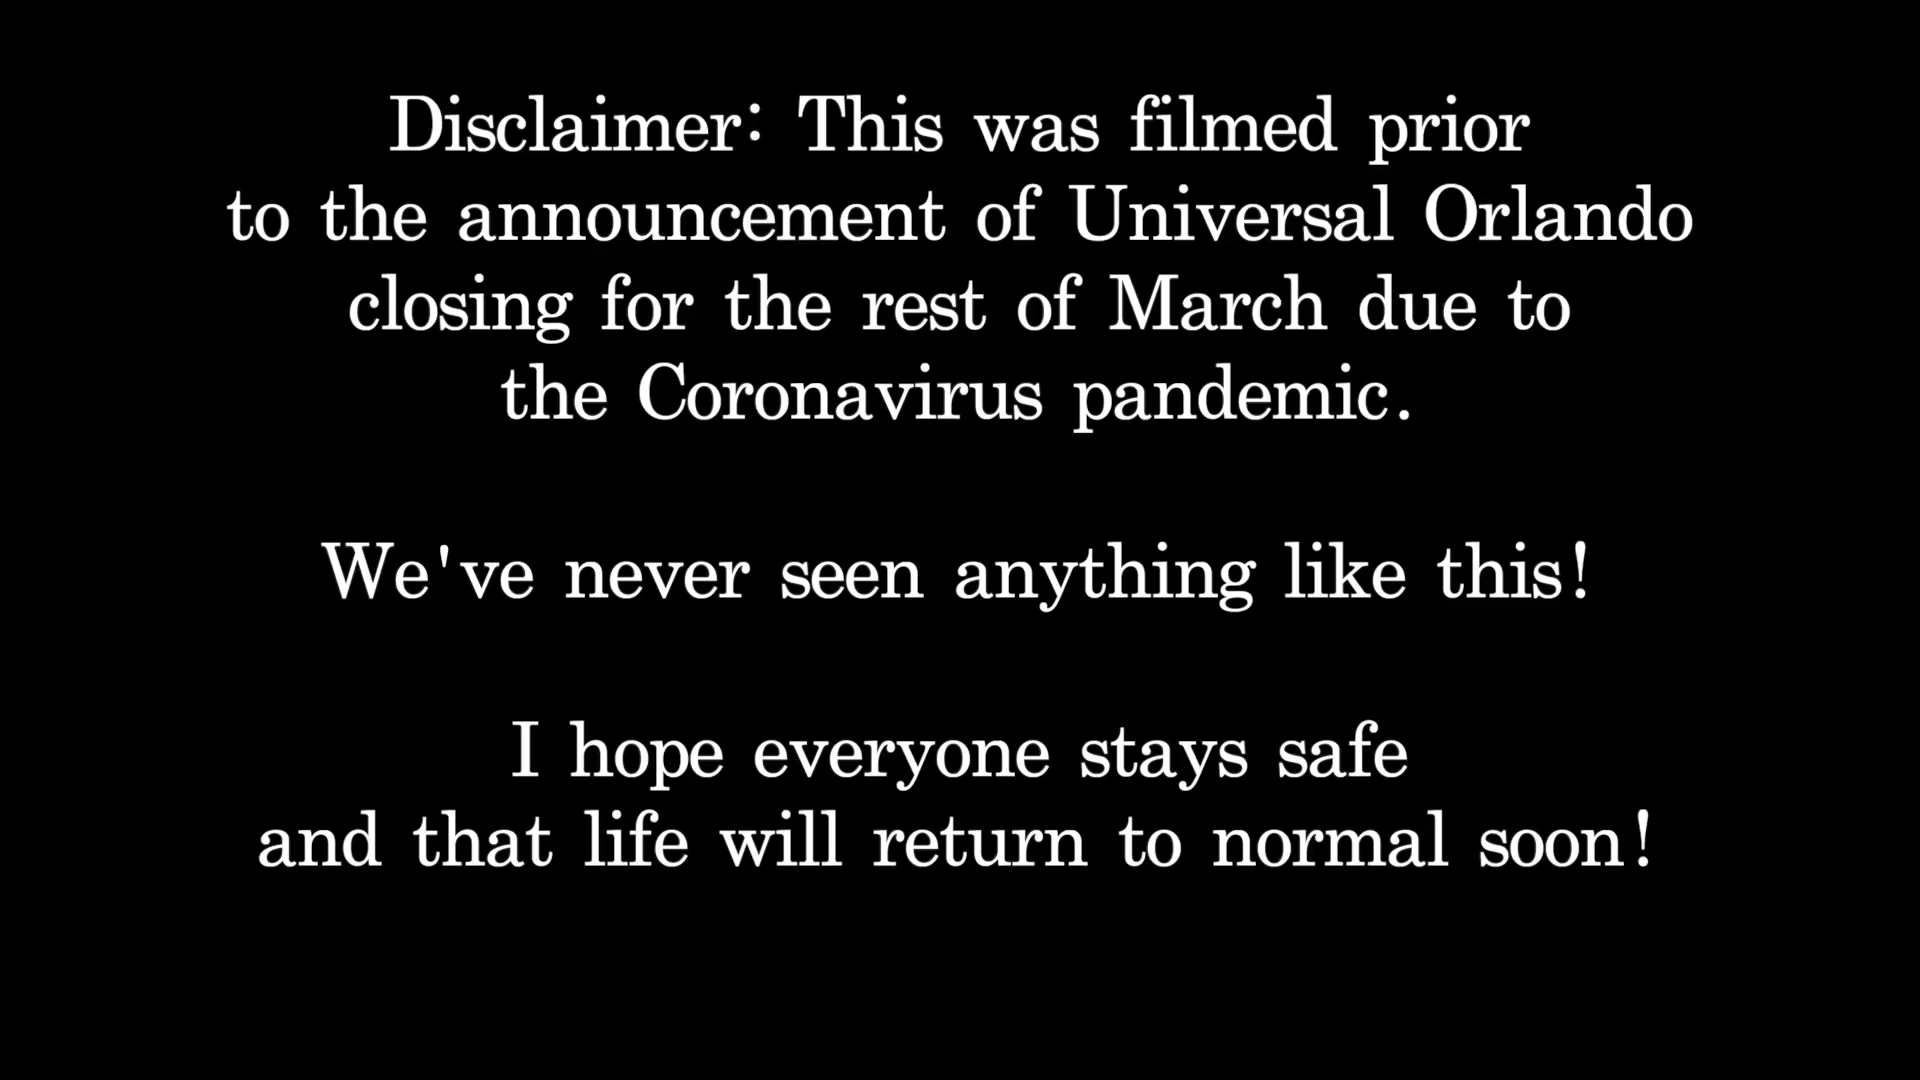 Disclaimer: This was filmed prior
to the announcement of Universal Orlando
closing for the rest of March due to
the Coronavirus pandemic.
We've never seen anything like this!
I hope everyone stays safe
and that life will return to normal soon!